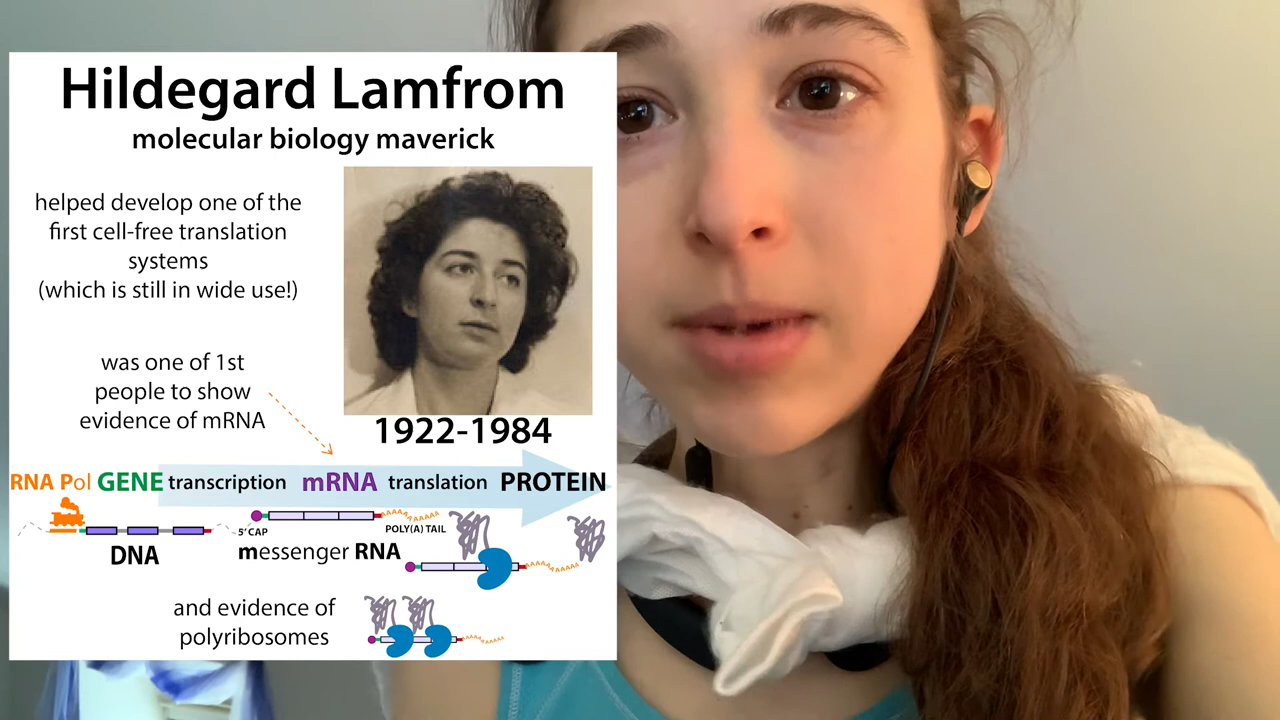 Hildegard Lamfrom
molecular biology maverick
helped develop one of the
first cell-free translation
systems
(which is still in wide use!)
was one of 1st
people to show
evidence of mRNA
1922-1984
RNA Pol GENE transcription mRNA translation PROTEIN
5' CAP
POLY(A) TAIL
DNA
messenger RNA
AAAAAAA
and evidence of
polyribosomes